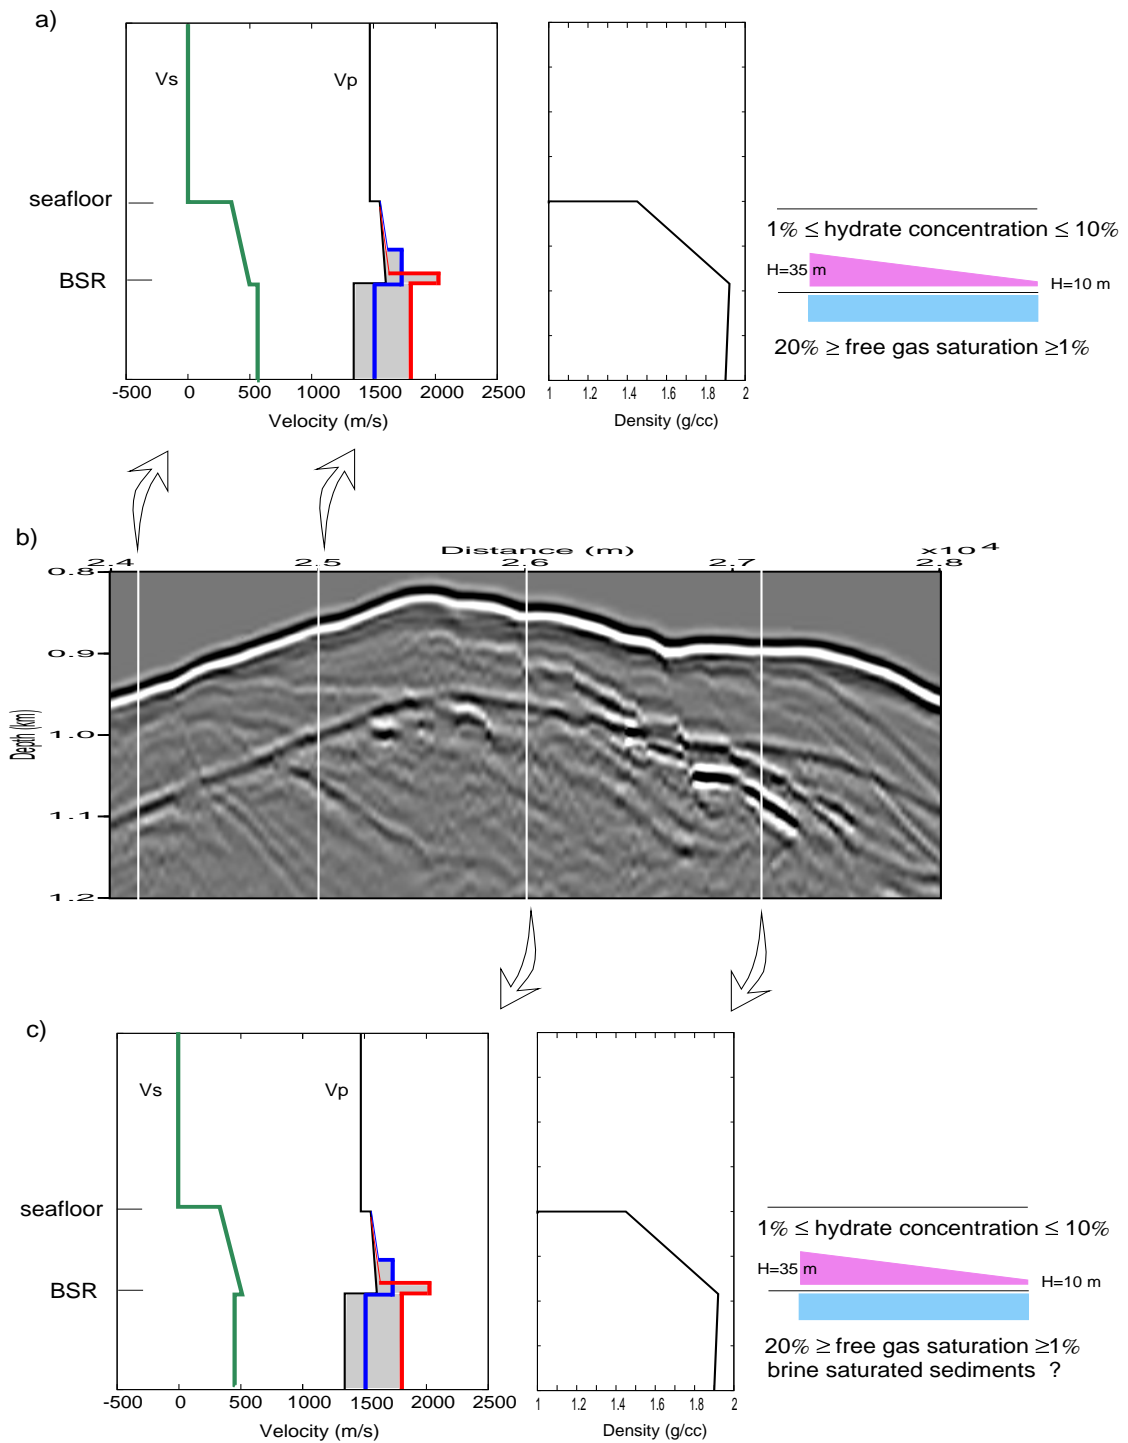 a)
Vs
Vp
seafloor
BSR
-500 0 500 1000 1500 2000 2500
Velocity (m/s)
1 1.2 1.4 1.6 1.8 2
Density (g/cc)
1% ≤ hydrate concentration ≤ 10%
H=35 m
H=10 m
20% ≥ free gas saturation ≥1%
b)
Distance (m)
x10 4
2.4 2.5 2.6 2.7 2.8
0.8
0.9
1.0
1.1
1.2
Depth (km)
c)
Vs
Vp
seafloor
BSR
-500 0 500 1000 1500 2000 2500
Velocity (m/s)
1 1.2 1.4 1.6 1.8 2
Density (g/cc)
1% ≤ hydrate concentration ≤ 10%
H=35 m
H=10 m
20% ≥ free gas saturation ≥1%
brine saturated sediments ?